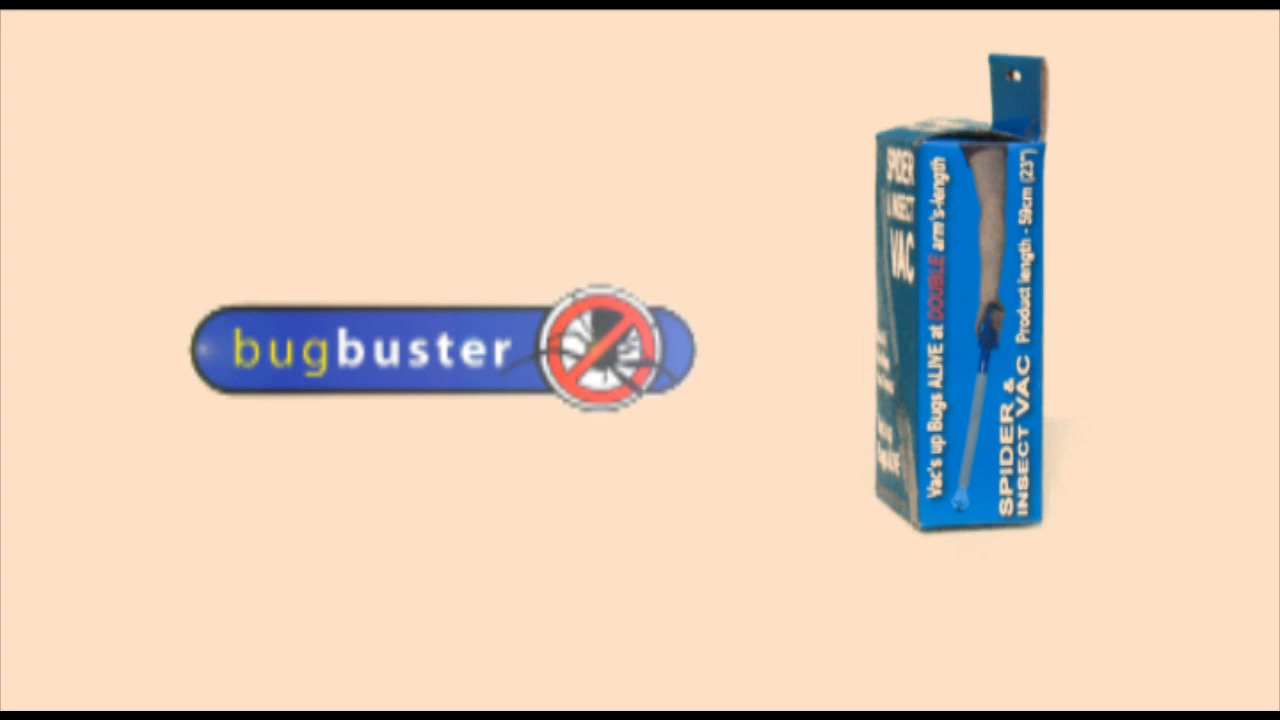 bugbuster
SPIDER
& INSECT
VAC
Vac's up Bugs ALIVE at DOUBLE arm's-length
SPIDER &
INSECT VAC Product length - 59cm (23")